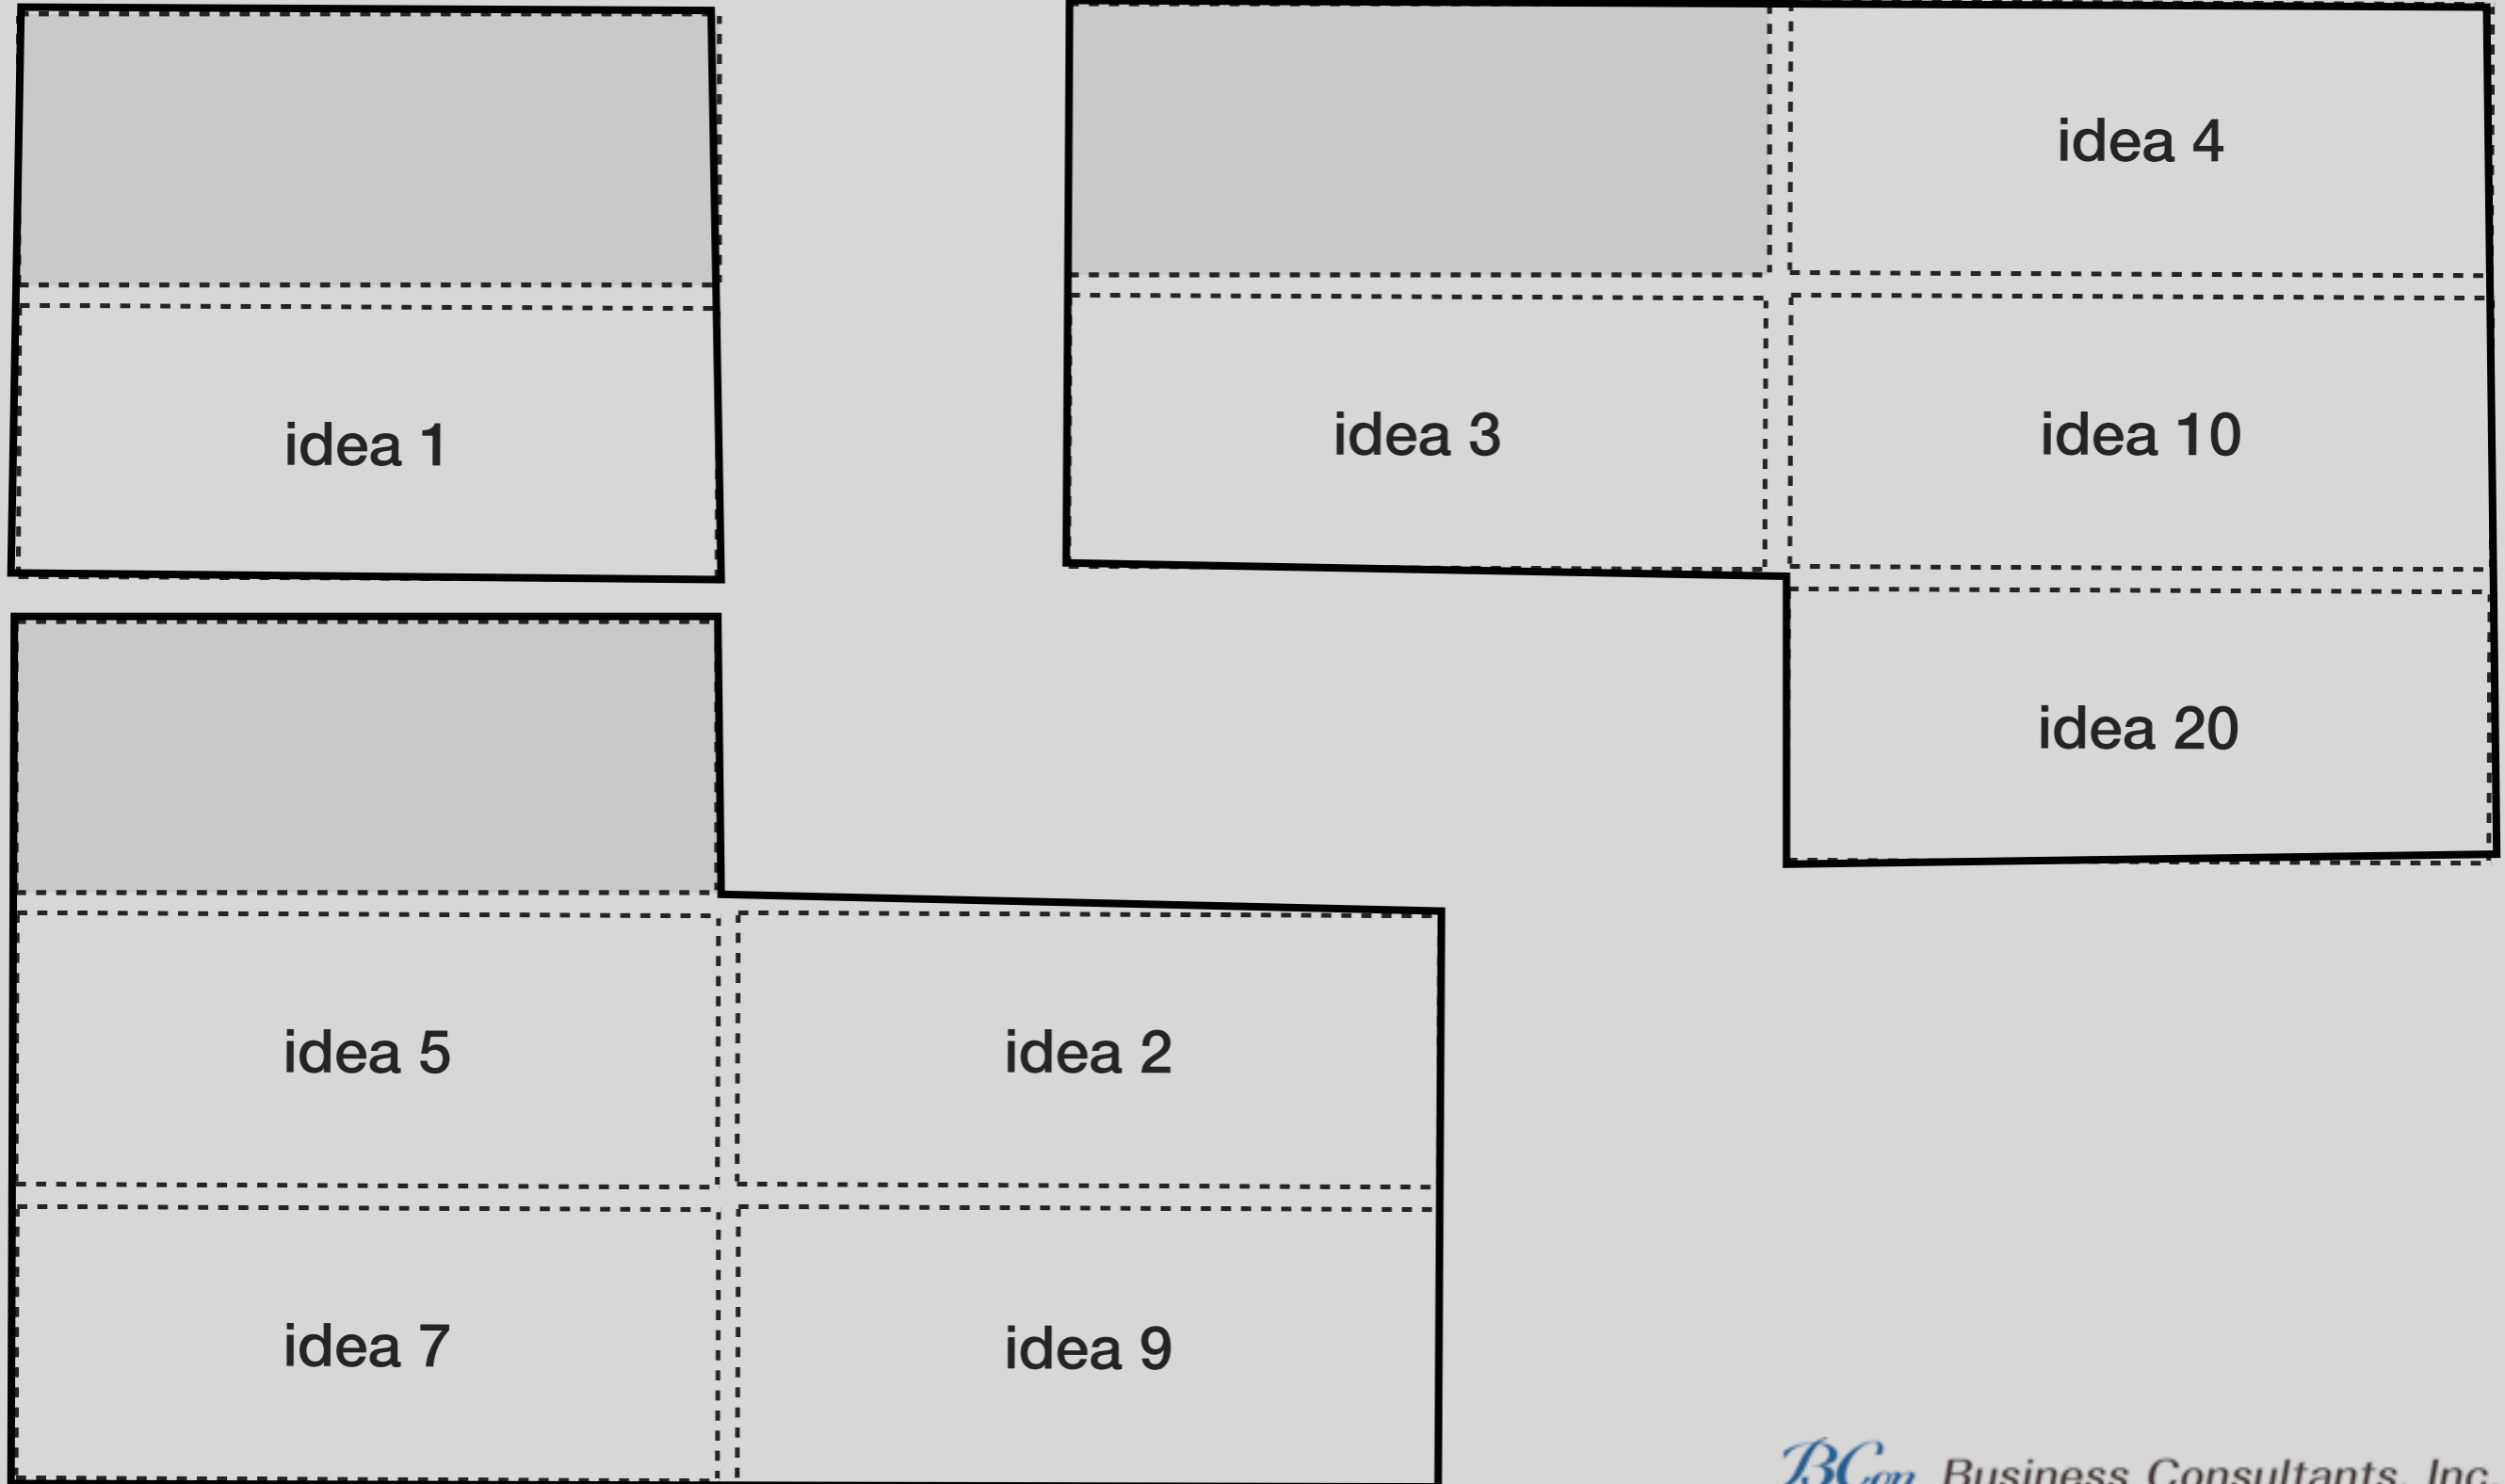 idea 4
idea 1
idea 3
idea 10
idea 20
idea 5
idea 2
idea 7
idea 9
BCon Business Consultants, Inc